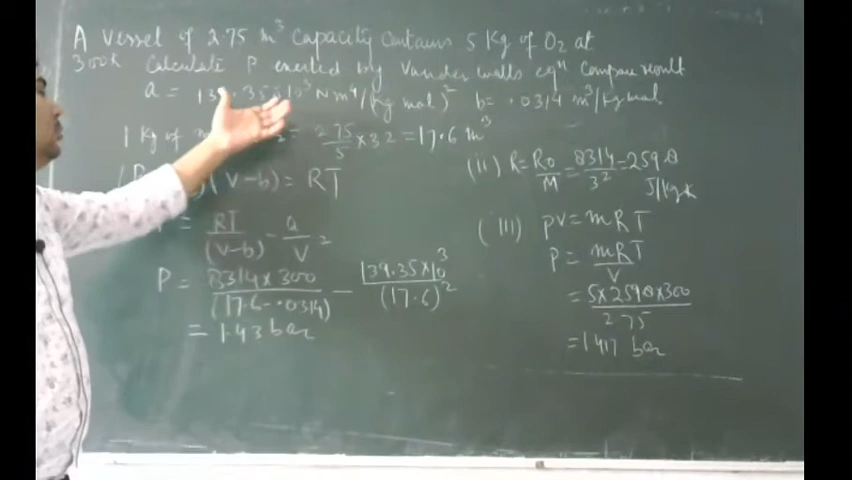 A Vessel of 2.75 m³ Capacity Contains 5 Kg of O₂ at
300K Calculate P exerted by Vander walls eqⁿ Compare result
a = 13 .35×10³ Nm⁴/(kg mol)² b= .0314 m³/kg mol
1 Kg of = 2.75/5 × 32 = 17.6 m³
(V-b) = RT
= RT/(V-b) - a/V²
P = 8314×300/(17.6-.0314) - 139.35×10³/(17.6)²
= 1.43 bar
(ii) R = R₀/M = 8314/32 = 259.8 J/kg-k
(III) PV = mRT
P = mRT/V
= 5×259.8×300/2.75
= 1.417 bar